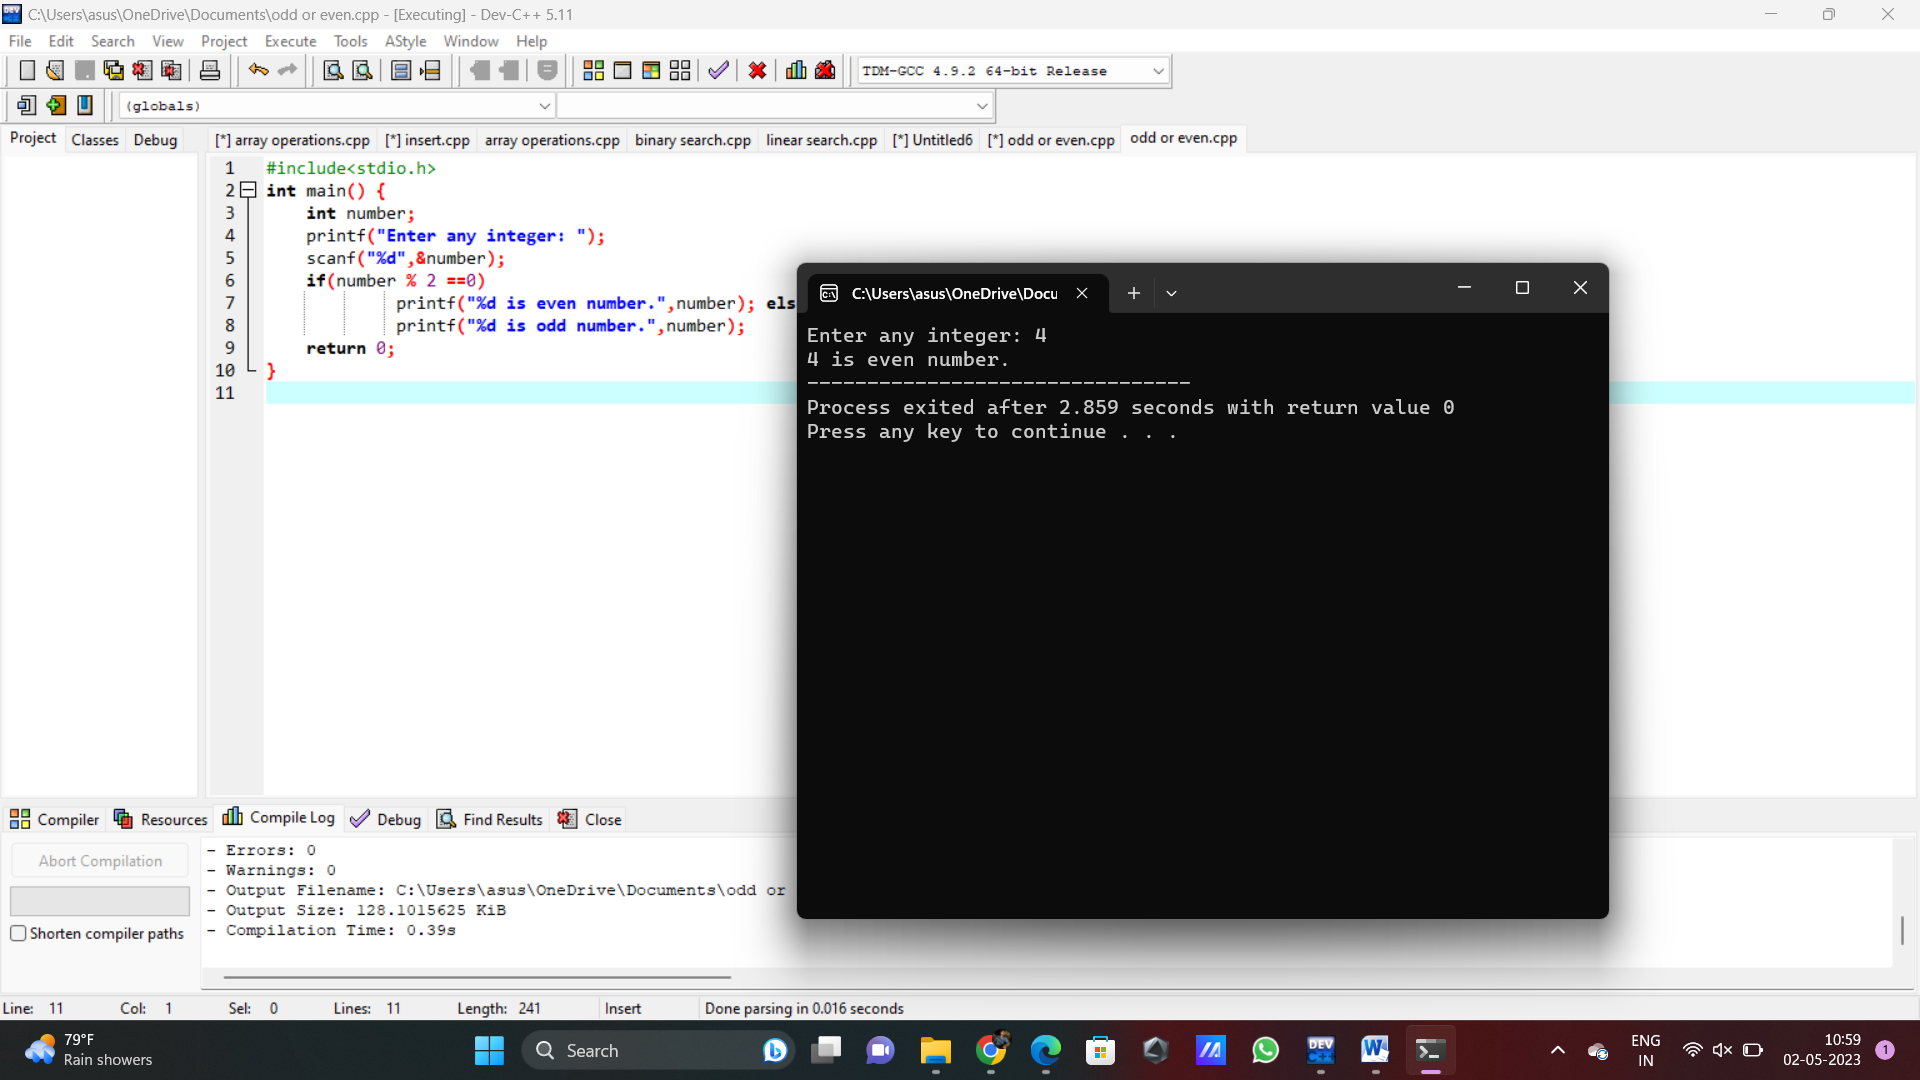 C:\Users\asus\OneDrive\Documents\odd or even.cpp - [Executing] - Dev-C++ 5.11
File Edit Search View Project Execute Tools AStyle Window Help
TDM-GCC 4.9.2 64-bit Release
(globals)
Project Classes Debug
[*] array operations.cpp [*] insert.cpp array operations.cpp binary search.cpp linear search.cpp [*] Untitled6 [*] odd or even.cpp odd or even.cpp
1 #include<stdio.h>
2 int main() {
3 int number;
4 printf("Enter any integer: ");
5 scanf("%d",&number);
6 if(number % 2 ==0)
7 printf("%d is even number.",number); els
8 printf("%d is odd number.",number);
9 return 0;
10 }
11
C:\Users\asus\OneDrive\Docu
Enter any integer: 4
4 is even number.
--------------------------------
Process exited after 2.859 seconds with return value 0
Press any key to continue . . .
Compiler Resources Compile Log Debug Find Results Close
Abort Compilation
Shorten compiler paths
- Errors: 0
- Warnings: 0
- Output Filename: C:\Users\asus\OneDrive\Documents\odd or
- Output Size: 128.1015625 KiB
- Compilation Time: 0.39s
Line: 11 Col: 1 Sel: 0 Lines: 11 Length: 241 Insert Done parsing in 0.016 seconds
79°F
Rain showers
Search
DEV
C++
W
ENG
IN
10:59
02-05-2023
1